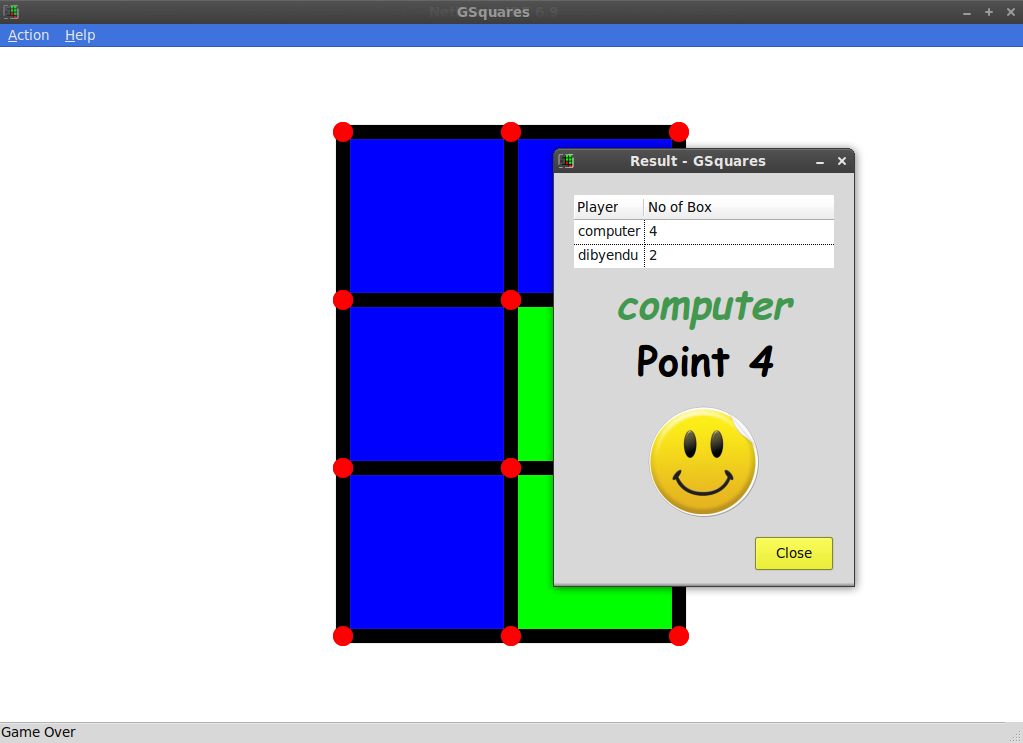 GSquares
Action Help
Result - GSquares
Player No of Box
computer 4
dibyendu 2
computer
Point 4
Close
Game Over